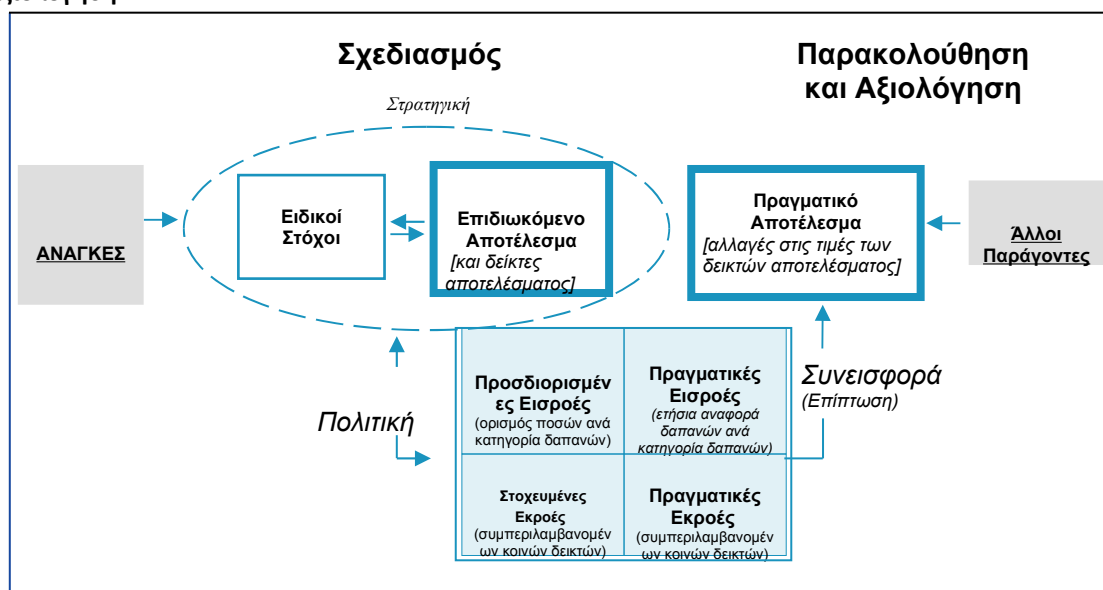 Σχεδιασμός
Παρακολούθηση
και Αξιολόγηση
Στρατηγική
ΑΝΑΓΚΕΣ
Ειδικοί
Στόχοι
Επιδιωκόμενο
Αποτέλεσμα
[και δείκτες
αποτελέσματος]
Πραγματικό
Αποτέλεσμα
[αλλαγές στις τιμές των
δεικτών αποτελέσματος]
Άλλοι
Παράγοντες
Πολιτική
Προσδιορισμέν
ες Εισροές
(ορισμός ποσών ανά
κατηγορία δαπανών)
Πραγματικές
Εισροές
(ετήσια αναφορά
δαπανών ανά
κατηγορία δαπανών)
Συνεισφορά
(Επίπτωση)
Στοχευμένες
Εκροές
(συμπεριλαμβανομέν
ων κοινών δεικτών)
Πραγματικές
Εκροές
(συμπεριλαμβανομέν
ων κοινών δεικτών)